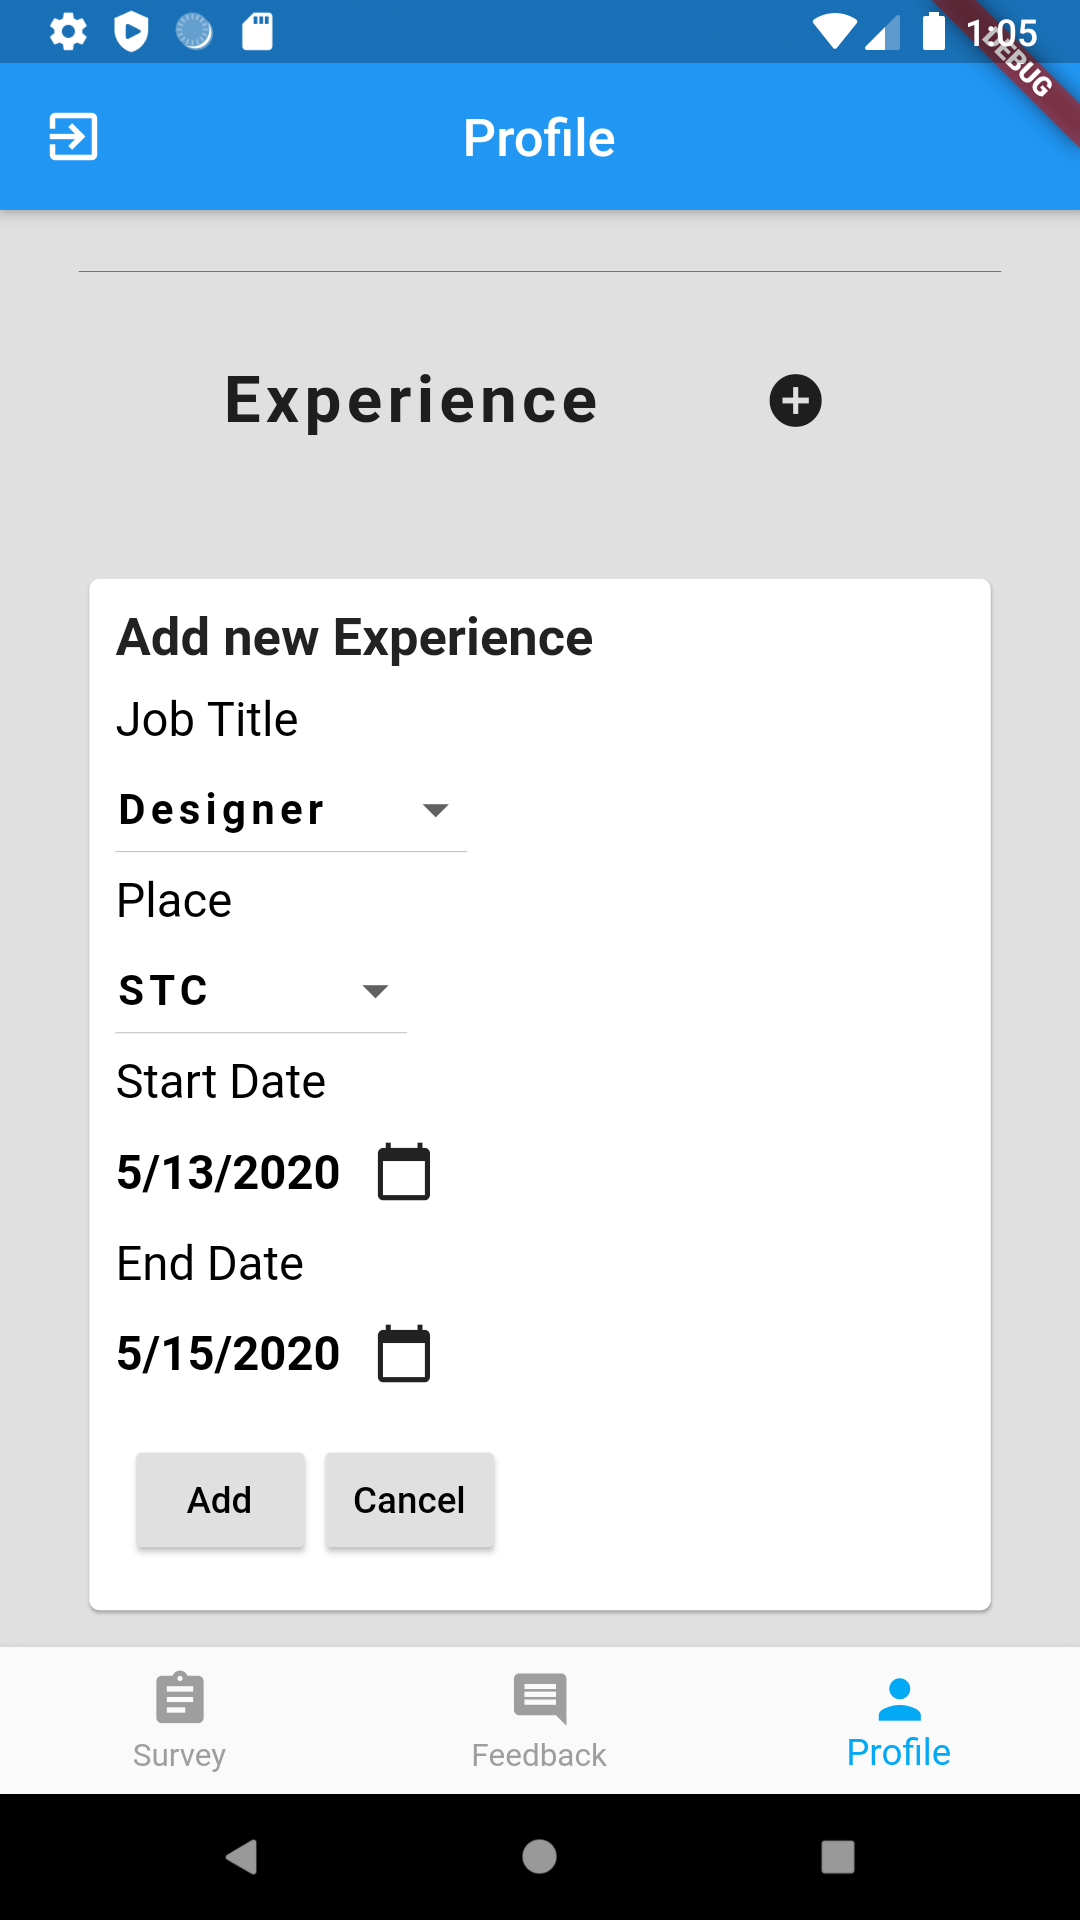 1:05
DEBUG
Profile
Experience
Add new Experience
Job Title
Designer
Place
STC
Start Date
5/13/2020
End Date
5/15/2020
Add Cancel
Survey Feedback Profile